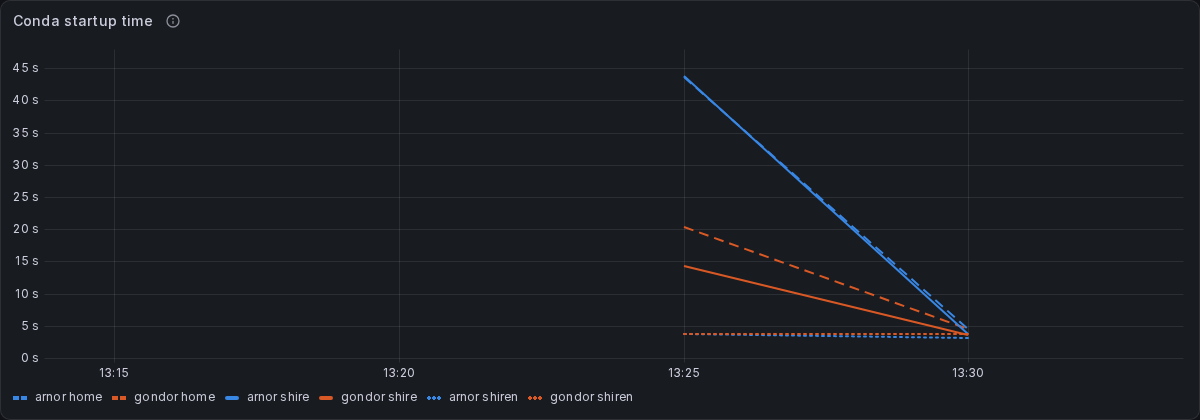 Conda startup time
45 s
40 s
35 s
30 s
25 s
20 s
15 s
10 s
5 s
0 s
13:15 13:20 13:25 13:30
arnor home gondor home arnor shire gondor shire arnor shiren gondor shiren